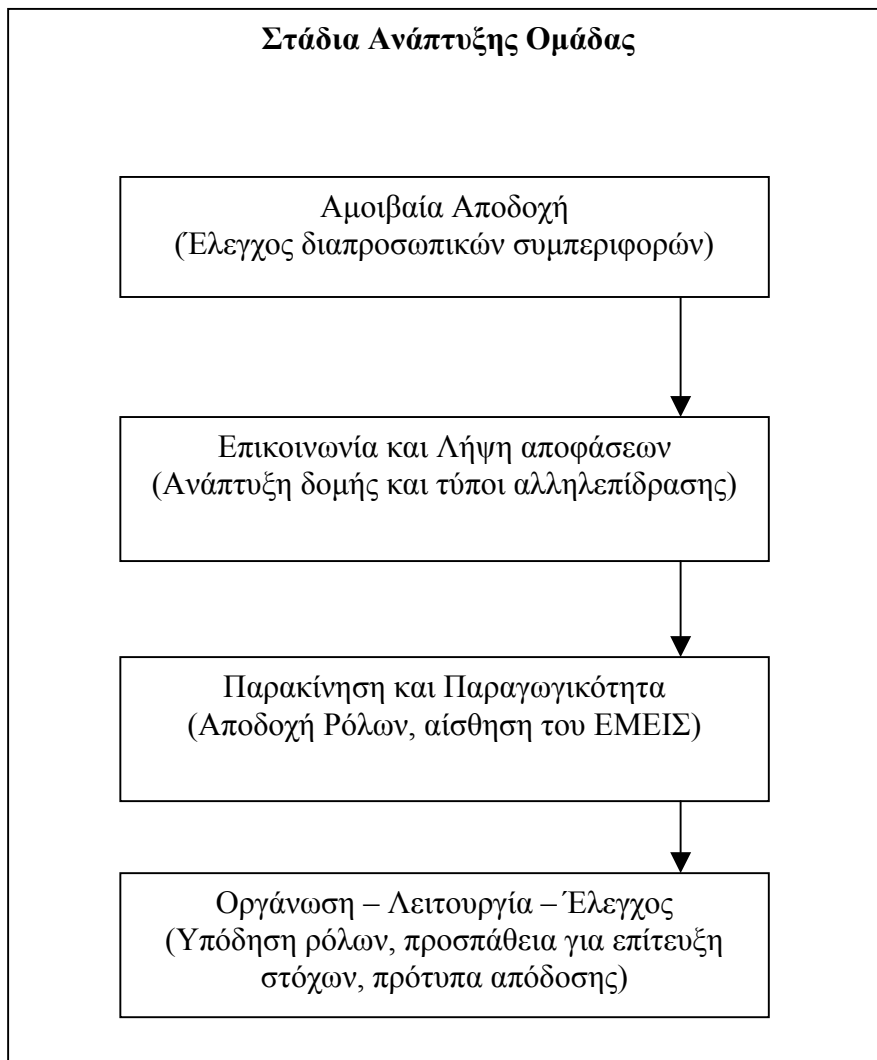 Στάδια Ανάπτυξης Ομάδας
Αμοιβαία Αποδοχή
(Έλεγχος διαπροσωπικών συμπεριφορών)
Επικοινωνία και Λήψη αποφάσεων
(Ανάπτυξη δομής και τύποι αλληλεπίδρασης)
Παρακίνηση και Παραγωγικότητα
(Αποδοχή Ρόλων, αίσθηση του ΕΜΕΙΣ)
Οργάνωση – Λειτουργία – Έλεγχος
(Υπόδηση ρόλων, προσπάθεια για επίτευξη
στόχων, πρότυπα απόδοσης)